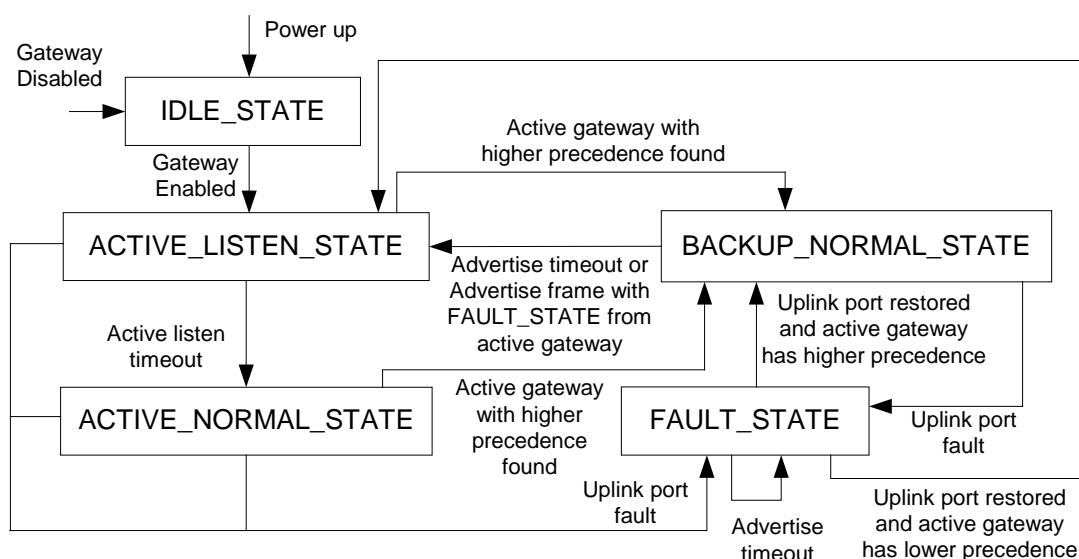 Power up
Gateway
Disabled
IDLE_STATE
Gateway
Enabled
Active gateway with
higher precedence found
ACTIVE_LISTEN_STATE
BACKUP_NORMAL_STATE
Advertise timeout or
Advertise frame with
FAULT_STATE from
active gateway
Uplink port restored
and active gateway
has higher precedence
Active listen
timeout
ACTIVE_NORMAL_STATE
Active gateway
with higher
precedence
found
FAULT_STATE
Uplink port
fault
Uplink port
fault
Advertise
timeout
Uplink port restored
and active gateway
has lower precedence